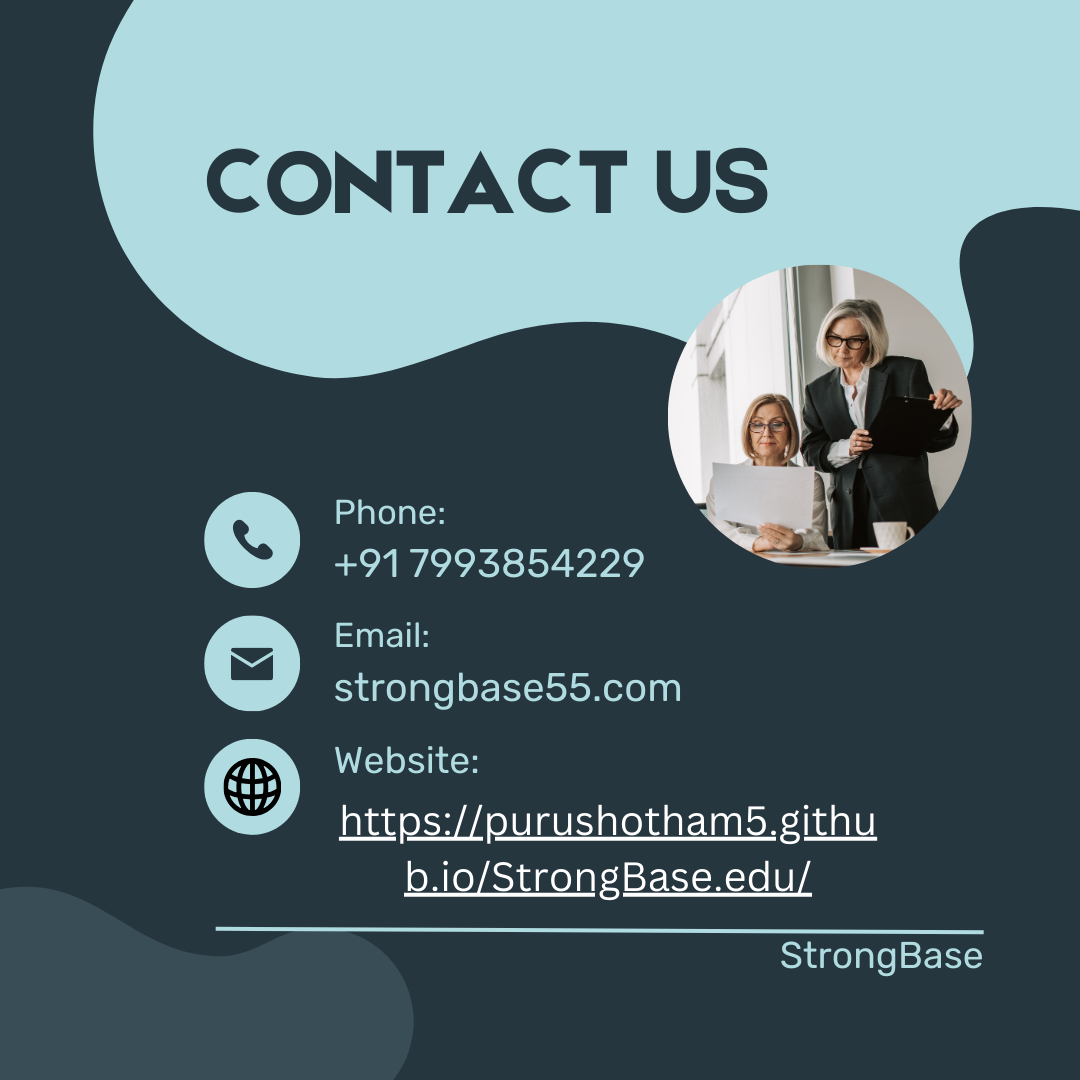 CONTACT US
Phone:
+91 7993854229
Email:
strongbase55.com
Website:
https://purushotham5.githu
b.io/StrongBase.edu/
StrongBase